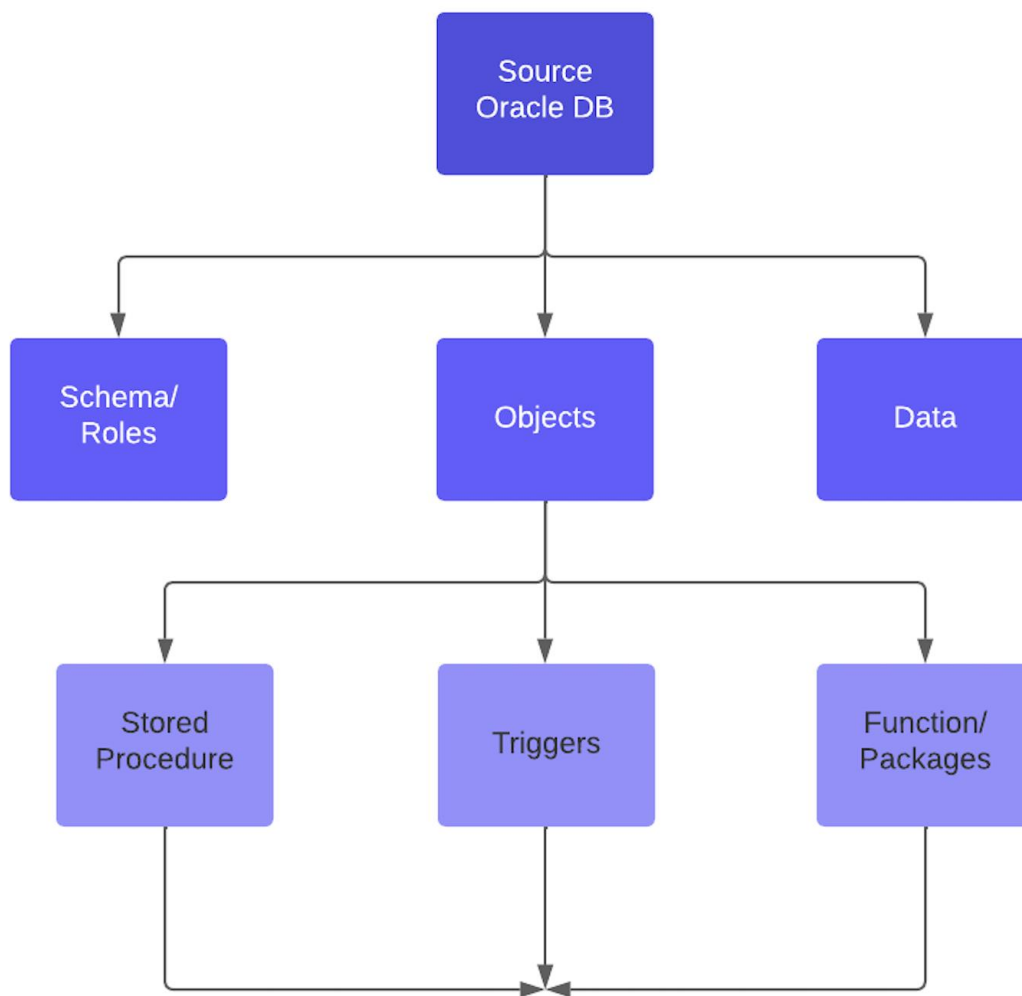 Source
Oracle DB
Schema/
Roles
Objects
Data
Stored
Procedure
Triggers
Function/
Packages